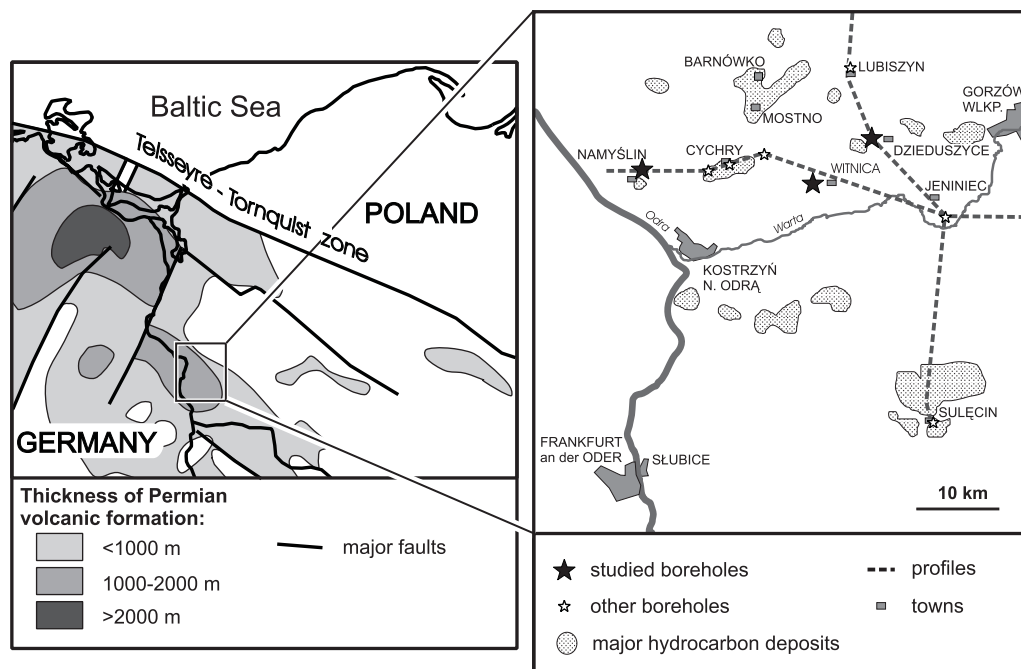 Baltic Sea
Teisseyre - Tornquist zone
POLAND
GERMANY
Thickness of Permian
volcanic formation:
<1000 m
1000-2000 m
>2000 m
major faults
BARNÓWKO
MOSTNO
LUBISZYN
GORZÓW
WLKP.
DZIEDUSZYCE
NAMYŚLIN
CYCHRY
WITNICA
JENINIEC
Odra
Warta
KOSTRZYŃ
N. ODRĄ
SULĘCIN
FRANKFURT
an der ODER
SŁUBICE
10 km
studied boreholes
other boreholes
major hydrocarbon deposits
profiles
towns